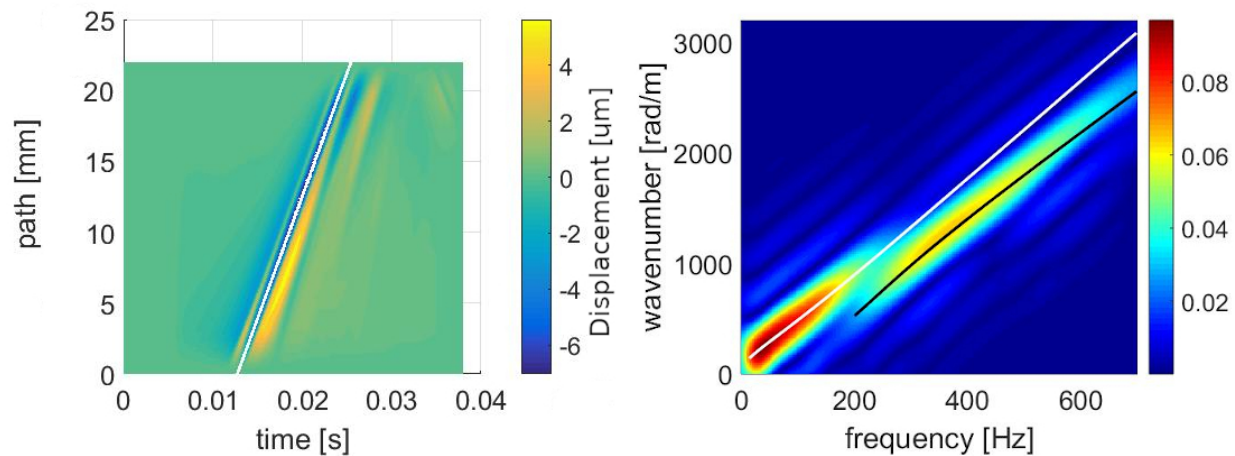 25
20
15
10
5
0
path [mm]
0 0.01 0.02 0.03 0.04
time [s]
4
2
0
-2
-4
-6
Displacement [µm]
3000
2000
1000
0
wavenumber [rad/m]
0 200 400 600
frequency [Hz]
0.08
0.06
0.04
0.02